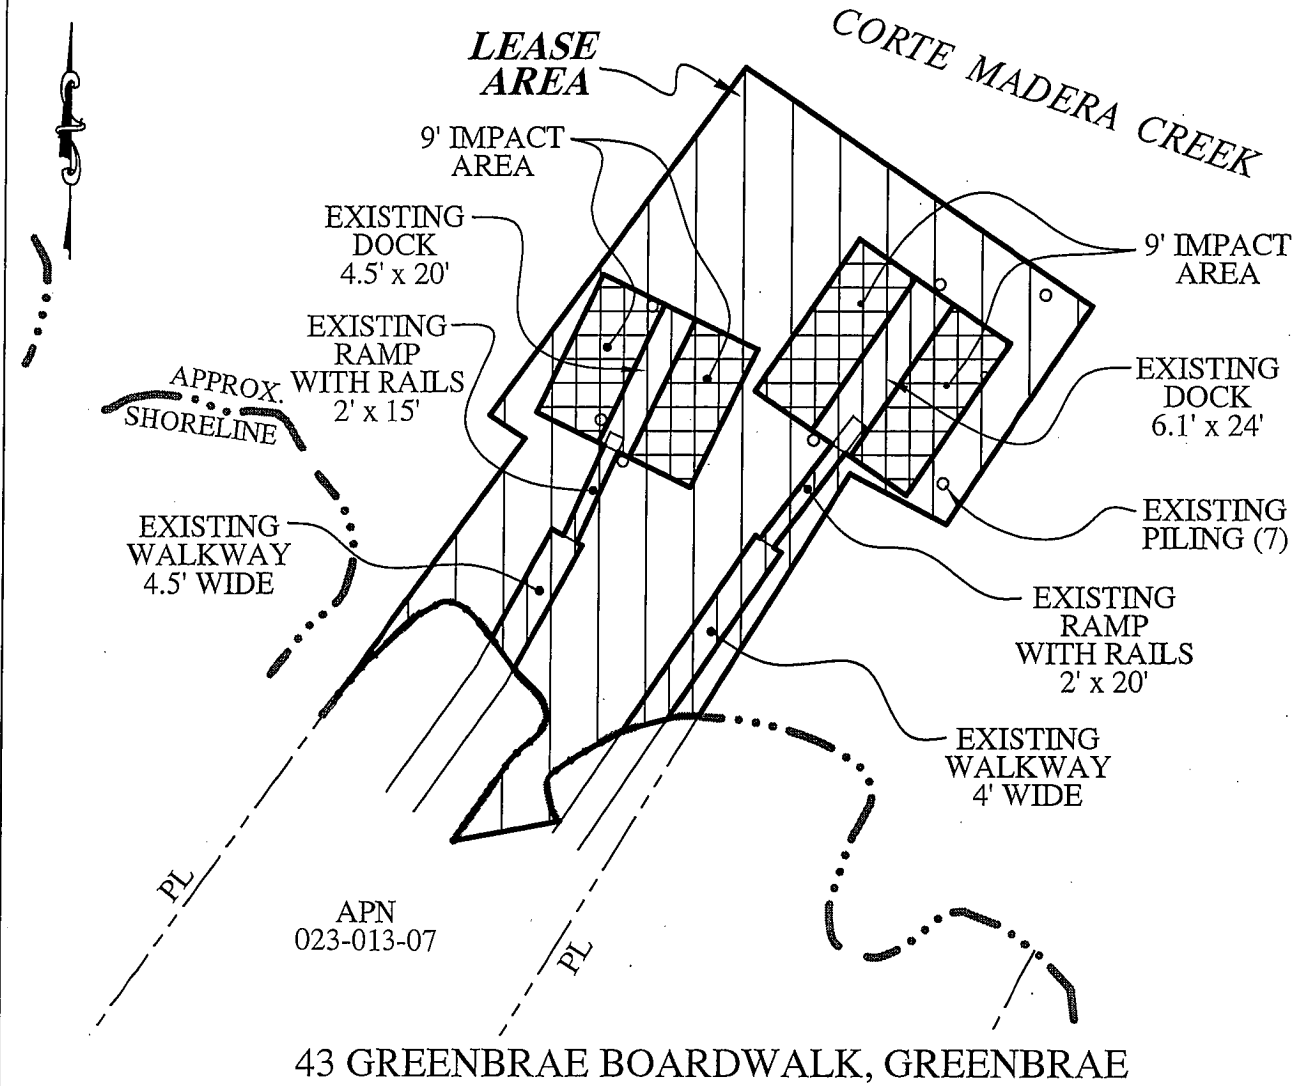 LEASE
AREA
CORTE MADERA CREEK
9' IMPACT
AREA
EXISTING
DOCK
4.5' x 20'
9' IMPACT
AREA
EXISTING
RAMP
WITH RAILS
2' x 15'
APPROX.
SHORELINE
EXISTING
DOCK
6.1' x 24'
EXISTING
WALKWAY
4.5' WIDE
EXISTING
PILING (7)
EXISTING
RAMP
WITH RAILS
2' x 20'
EXISTING
WALKWAY
4' WIDE
PL
APN
023-013-07
PL
43 GREENBRAE BOARDWALK, GREENBRAE